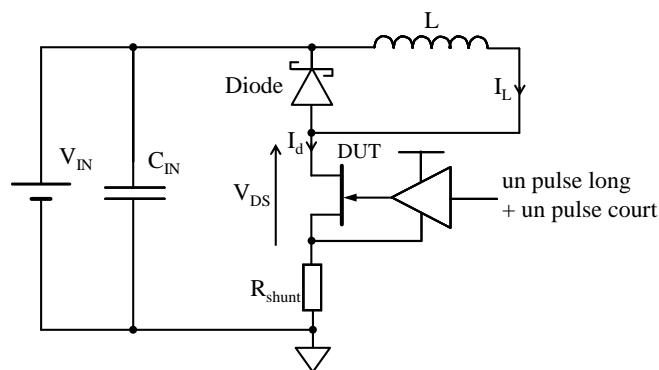 L
Diode
I_L
I_d
DUT
V_IN
C_IN
V_DS
un pulse long
+ un pulse court
R_shunt